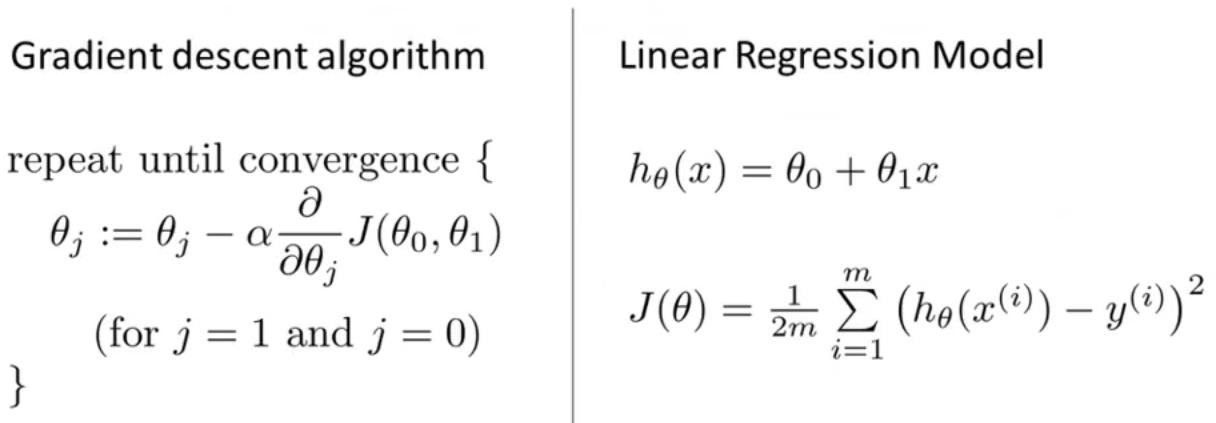 Gradient descent algorithm
repeat until convergence {
θ_j := θ_j − α ∂/∂θ_j J(θ_0, θ_1)
(for j = 1 and j = 0)
}
Linear Regression Model
h_θ(x) = θ_0 + θ_1x
J(θ) = 1/2m ∑_{i=1}^{m} (h_θ(x^{(i)}) − y^{(i)})^2